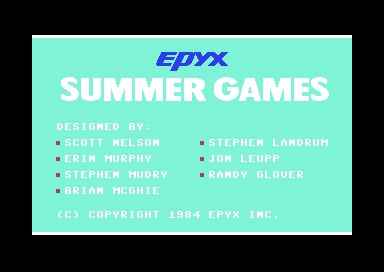 EPYX
SUMMER GAMES
DESIGNED BY:
SCOTT NELSON STEPHEN LANDRUM
ERIN MURPHY JON LEUPP
STEPHEN MUDRY RANDY GLOVER
BRIAN MCGHIE
(C) COPYRIGHT 1984 EPYX INC.